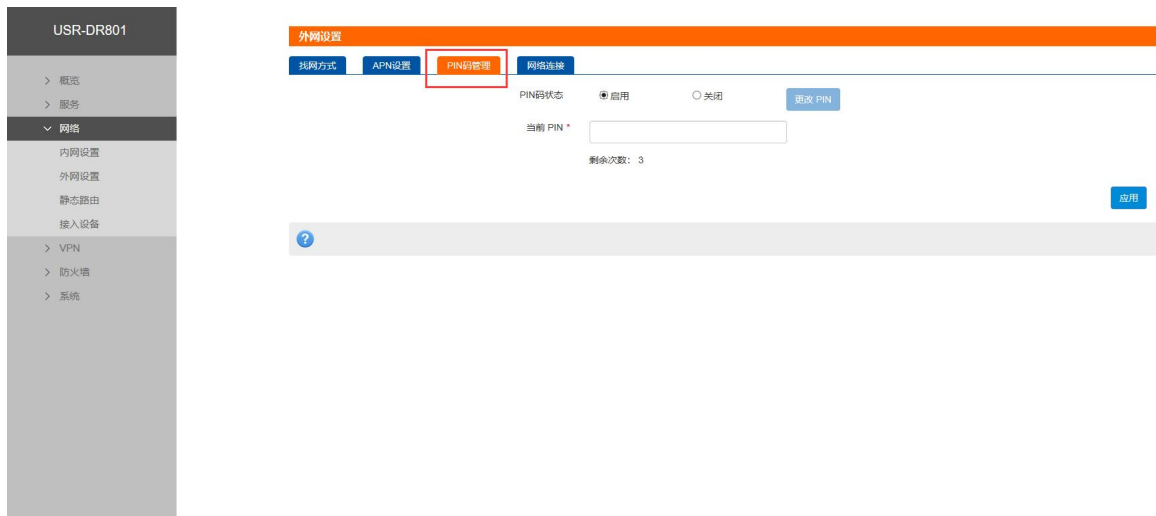 USR-DR801
概览
服务
网络
内网设置
外网设置
静态路由
接入设备
VPN
防火墙
系统
外网设置
找网方式 APN设置 PIN码管理 网络连接
PIN码状态 启用 关闭 更改 PIN
当前 PIN *
剩余次数： 3
应用